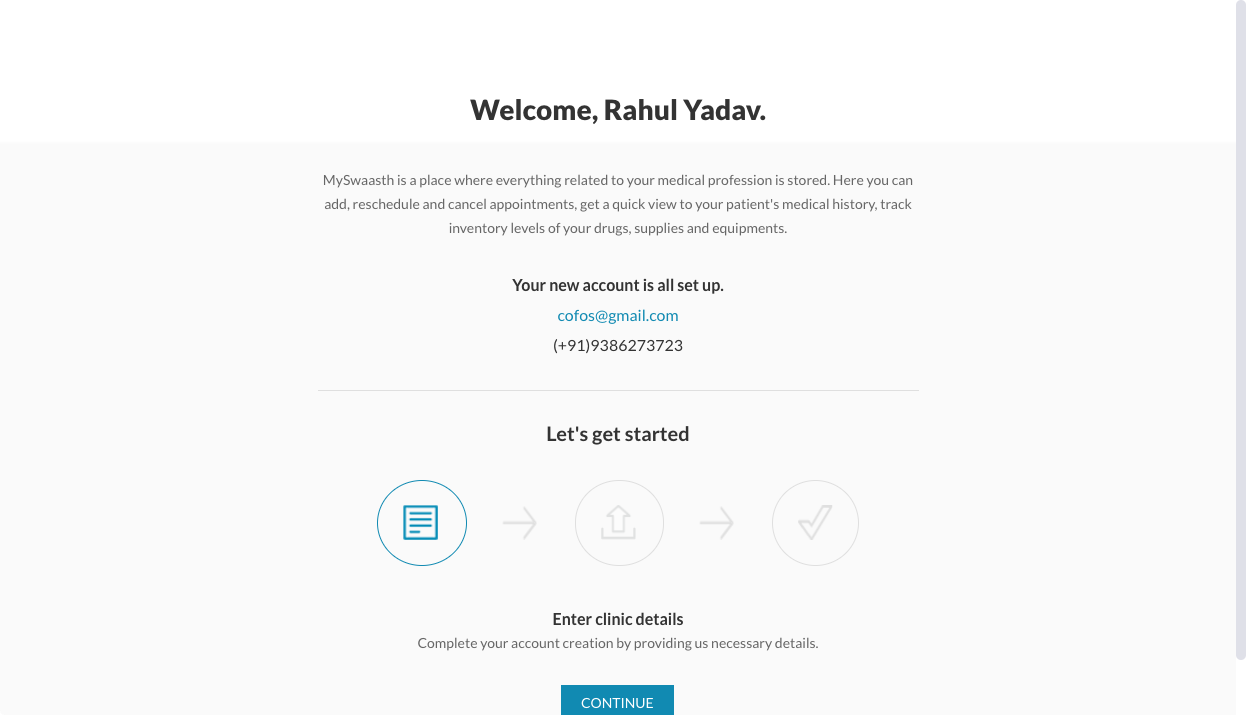 Welcome, Rahul Yadav.
MySwaasth is a place where everything related to your medical profession is stored. Here you can
add, reschedule and cancel appointments, get a quick view to your patient's medical history, track
inventory levels of your drugs, supplies and equipments.
Your new account is all set up.
cofos@gmail.com
(+91)9386273723
Let's get started
Enter clinic details
Complete your account creation by providing us necessary details.
CONTINUE